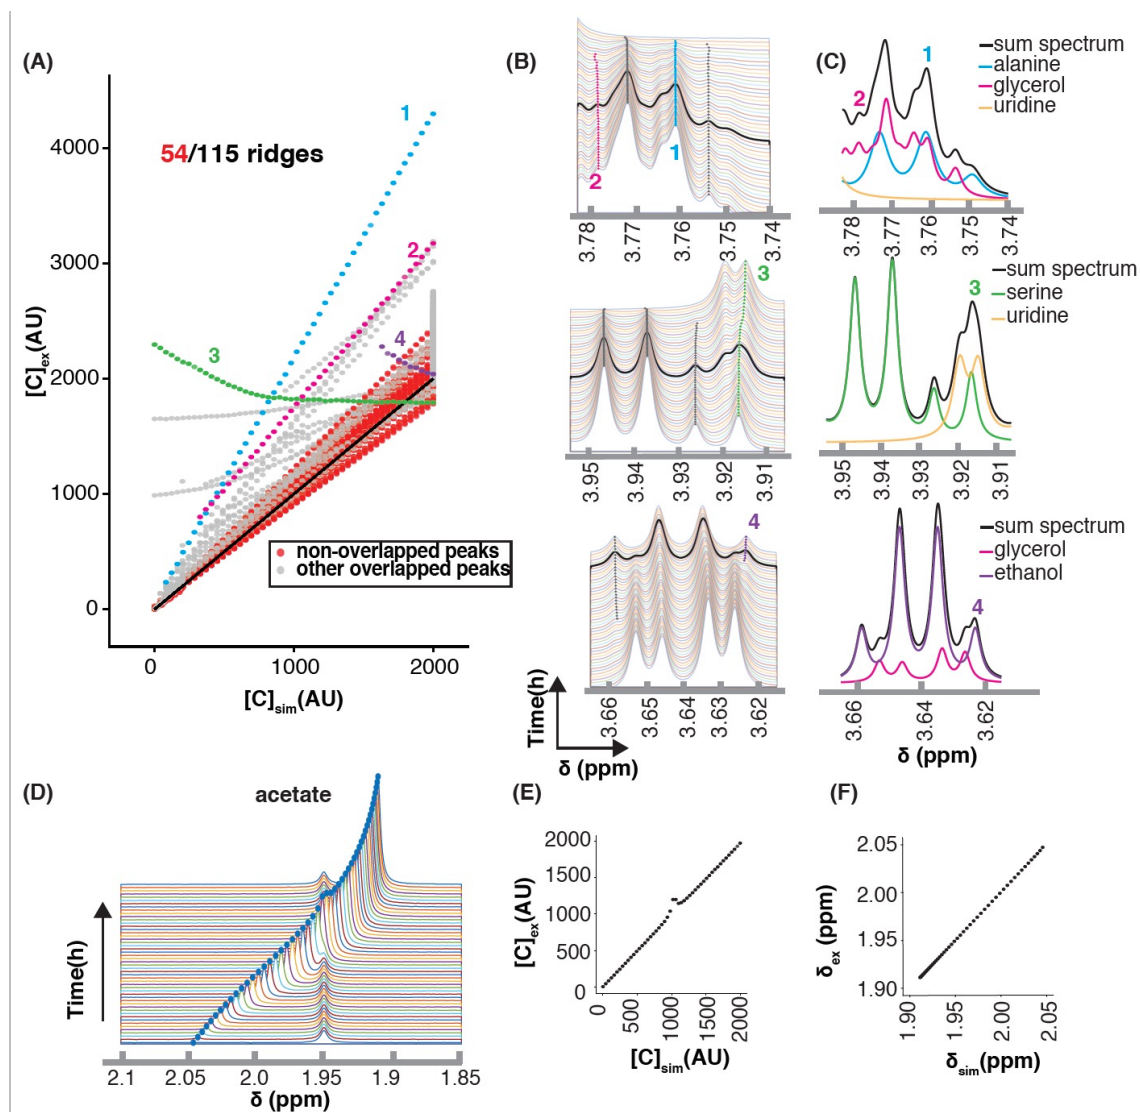 (A)
54/115 ridges
1
2
3
4
4000
3000
2000
1000
0
[C]ex(AU)
non-overlapped peaks
other overlapped peaks
0 1000 2000
[C]sim(AU)
(B)
1
2
3.78 3.77 3.76 3.75 3.74
3
3.95 3.94 3.93 3.92 3.91
4
3.66 3.65 3.64 3.63 3.62
Time(h)
δ (ppm)
(C)
sum spectrum
alanine
glycerol
uridine
1
2
3.78 3.77 3.76 3.75 3.74
sum spectrum
serine
uridine
3
3.95 3.94 3.93 3.92 3.91
sum spectrum
glycerol
ethanol
4
3.66 3.64 3.62
δ (ppm)
(D)
acetate
Time(h)
2.1 2.05 2.0 1.95 1.9 1.85
δ (ppm)
(E)
2000
1500
1000
500
0
[C]ex(AU)
0 500 1000 1500 2000
[C]sim(AU)
(F)
2.05
2.00
1.95
1.90
δex (ppm)
1.90 1.95 2.00 2.05
δsim(ppm)